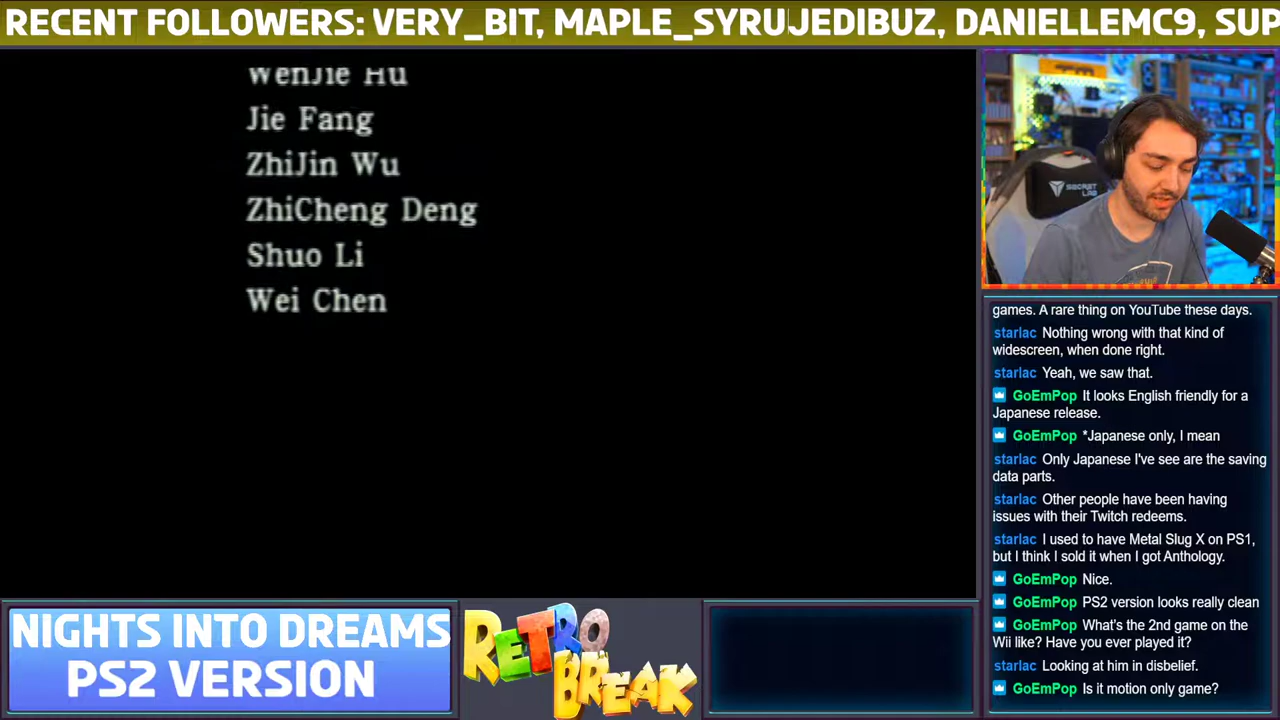 RECENT FOLLOWERS: VERY_BIT, MAPLE_SYRUJEDIBUZ, DANIELLEMC9, SUP
WenJie Hu
Jie Fang
ZhiJin Wu
ZhiCheng Deng
Shuo Li
Wei Chen
games. A rare thing on YouTube these days.
starlac Nothing wrong with that kind of
widescreen, when done right.
starlac Yeah, we saw that.
GoEmPop It looks English friendly for a
Japanese release.
GoEmPop *Japanese only, I mean
starlac Only Japanese I've see are the saving
data parts.
starlac Other people have been having
issues with their Twitch redeems.
starlac I used to have Metal Slug X on PS1,
but I think I sold it when I got Anthology.
GoEmPop Nice.
GoEmPop PS2 version looks really clean
GoEmPop What's the 2nd game on the
Wii like? Have you ever played it?
starlac Looking at him in disbelief.
GoEmPop Is it motion only game?
NIGHTS INTO DREAMS
PS2 VERSION
RETRO
BREAK